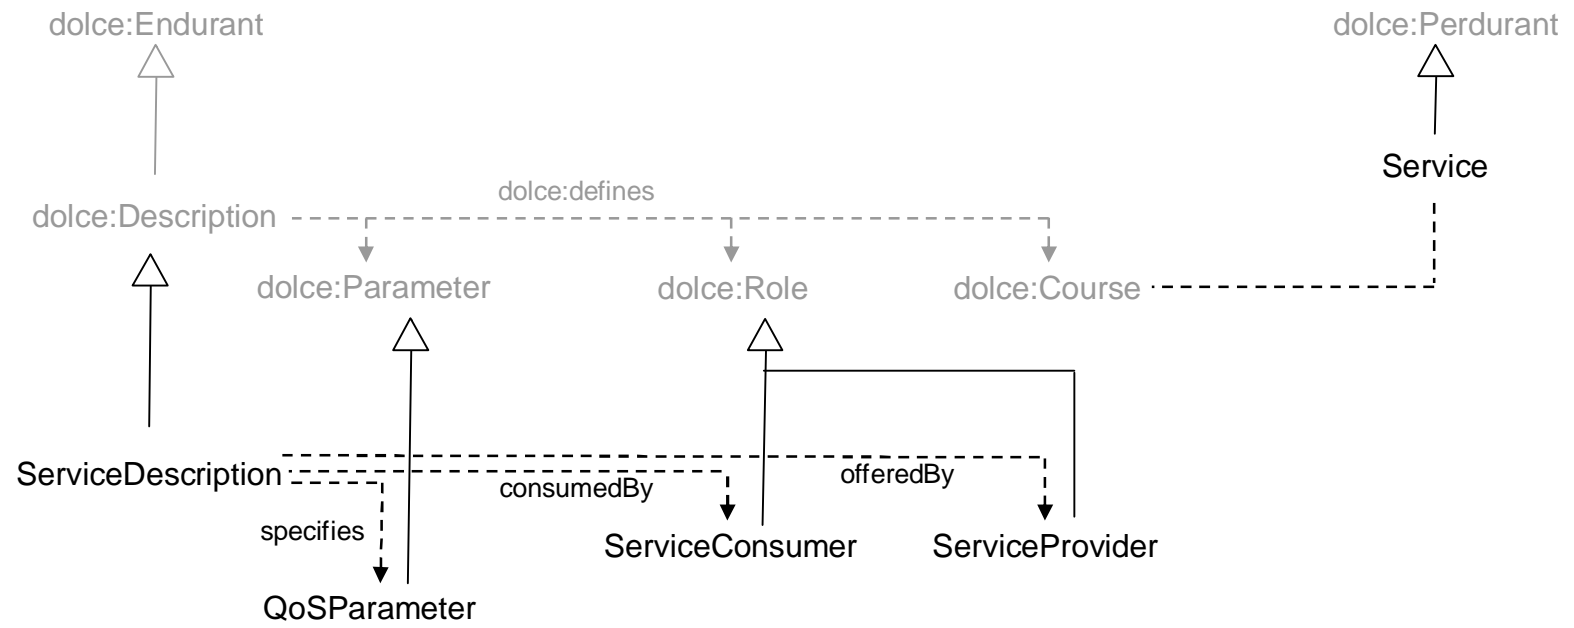 dolce:Endurant
dolce:Perdurant
Service
dolce:defines
dolce:Description
dolce:Parameter
dolce:Role
dolce:Course
ServiceDescription
offeredBy
consumedBy
specifies
ServiceConsumer
ServiceProvider
QoSParameter